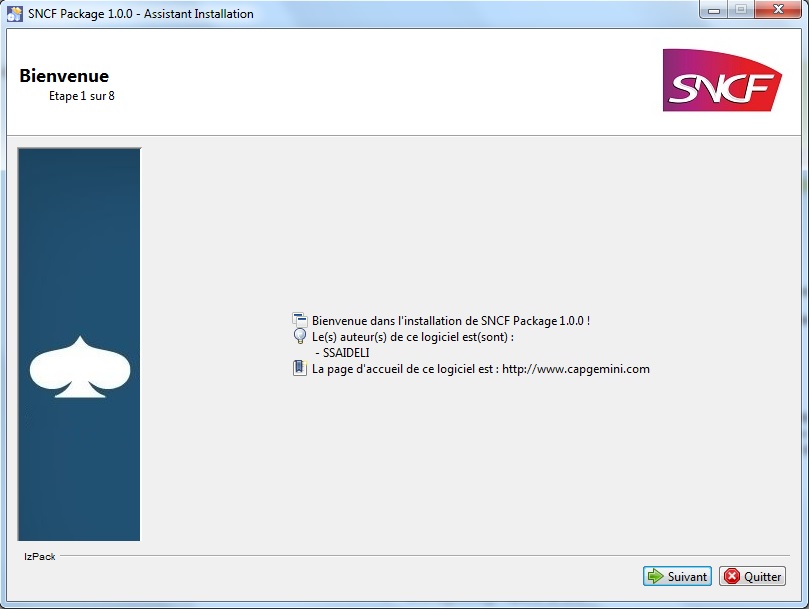 SNCF Package 1.0.0 - Assistant Installation
Bienvenue
Etape 1 sur 8
SNCF
Bienvenue dans l'installation de SNCF Package 1.0.0 !
Le(s) auteur(s) de ce logiciel est(sont) :
- SSAIDELI
La page d'accueil de ce logiciel est : http://www.capgemini.com
IzPack
Suivant
Quitter